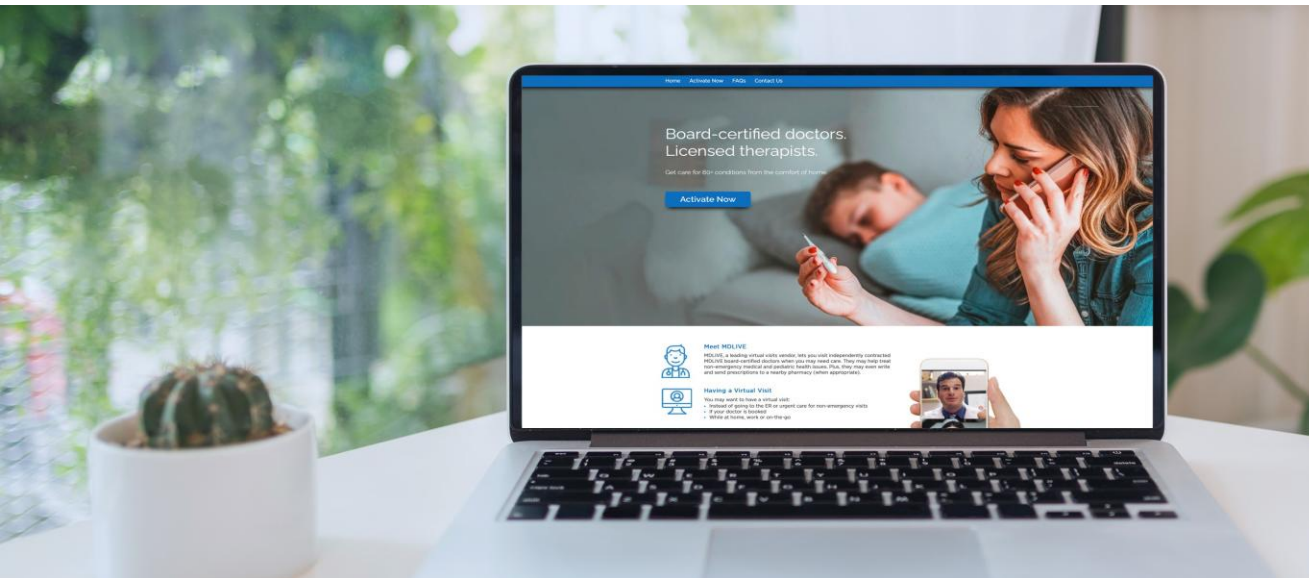 Home Activate Now FAQs Contact Us
Board-certified doctors.
Licensed therapists.
Get care for 80+ conditions from the comfort of home.
Activate Now
Meet MDLIVE
MDLIVE, a leading virtual visits vendor, lets you visit independently contracted
MDLIVE board-certified doctors when you may need care. They may help treat
non-emergency medical and pediatric health issues. Plus, they may even write
and send prescriptions to a nearby pharmacy (when appropriate).
Having a Virtual Visit
You may want to have a virtual visit:
• Instead of going to the ER or urgent care for non-emergency visits
• If your doctor is booked
• While at home, work or on-the-go